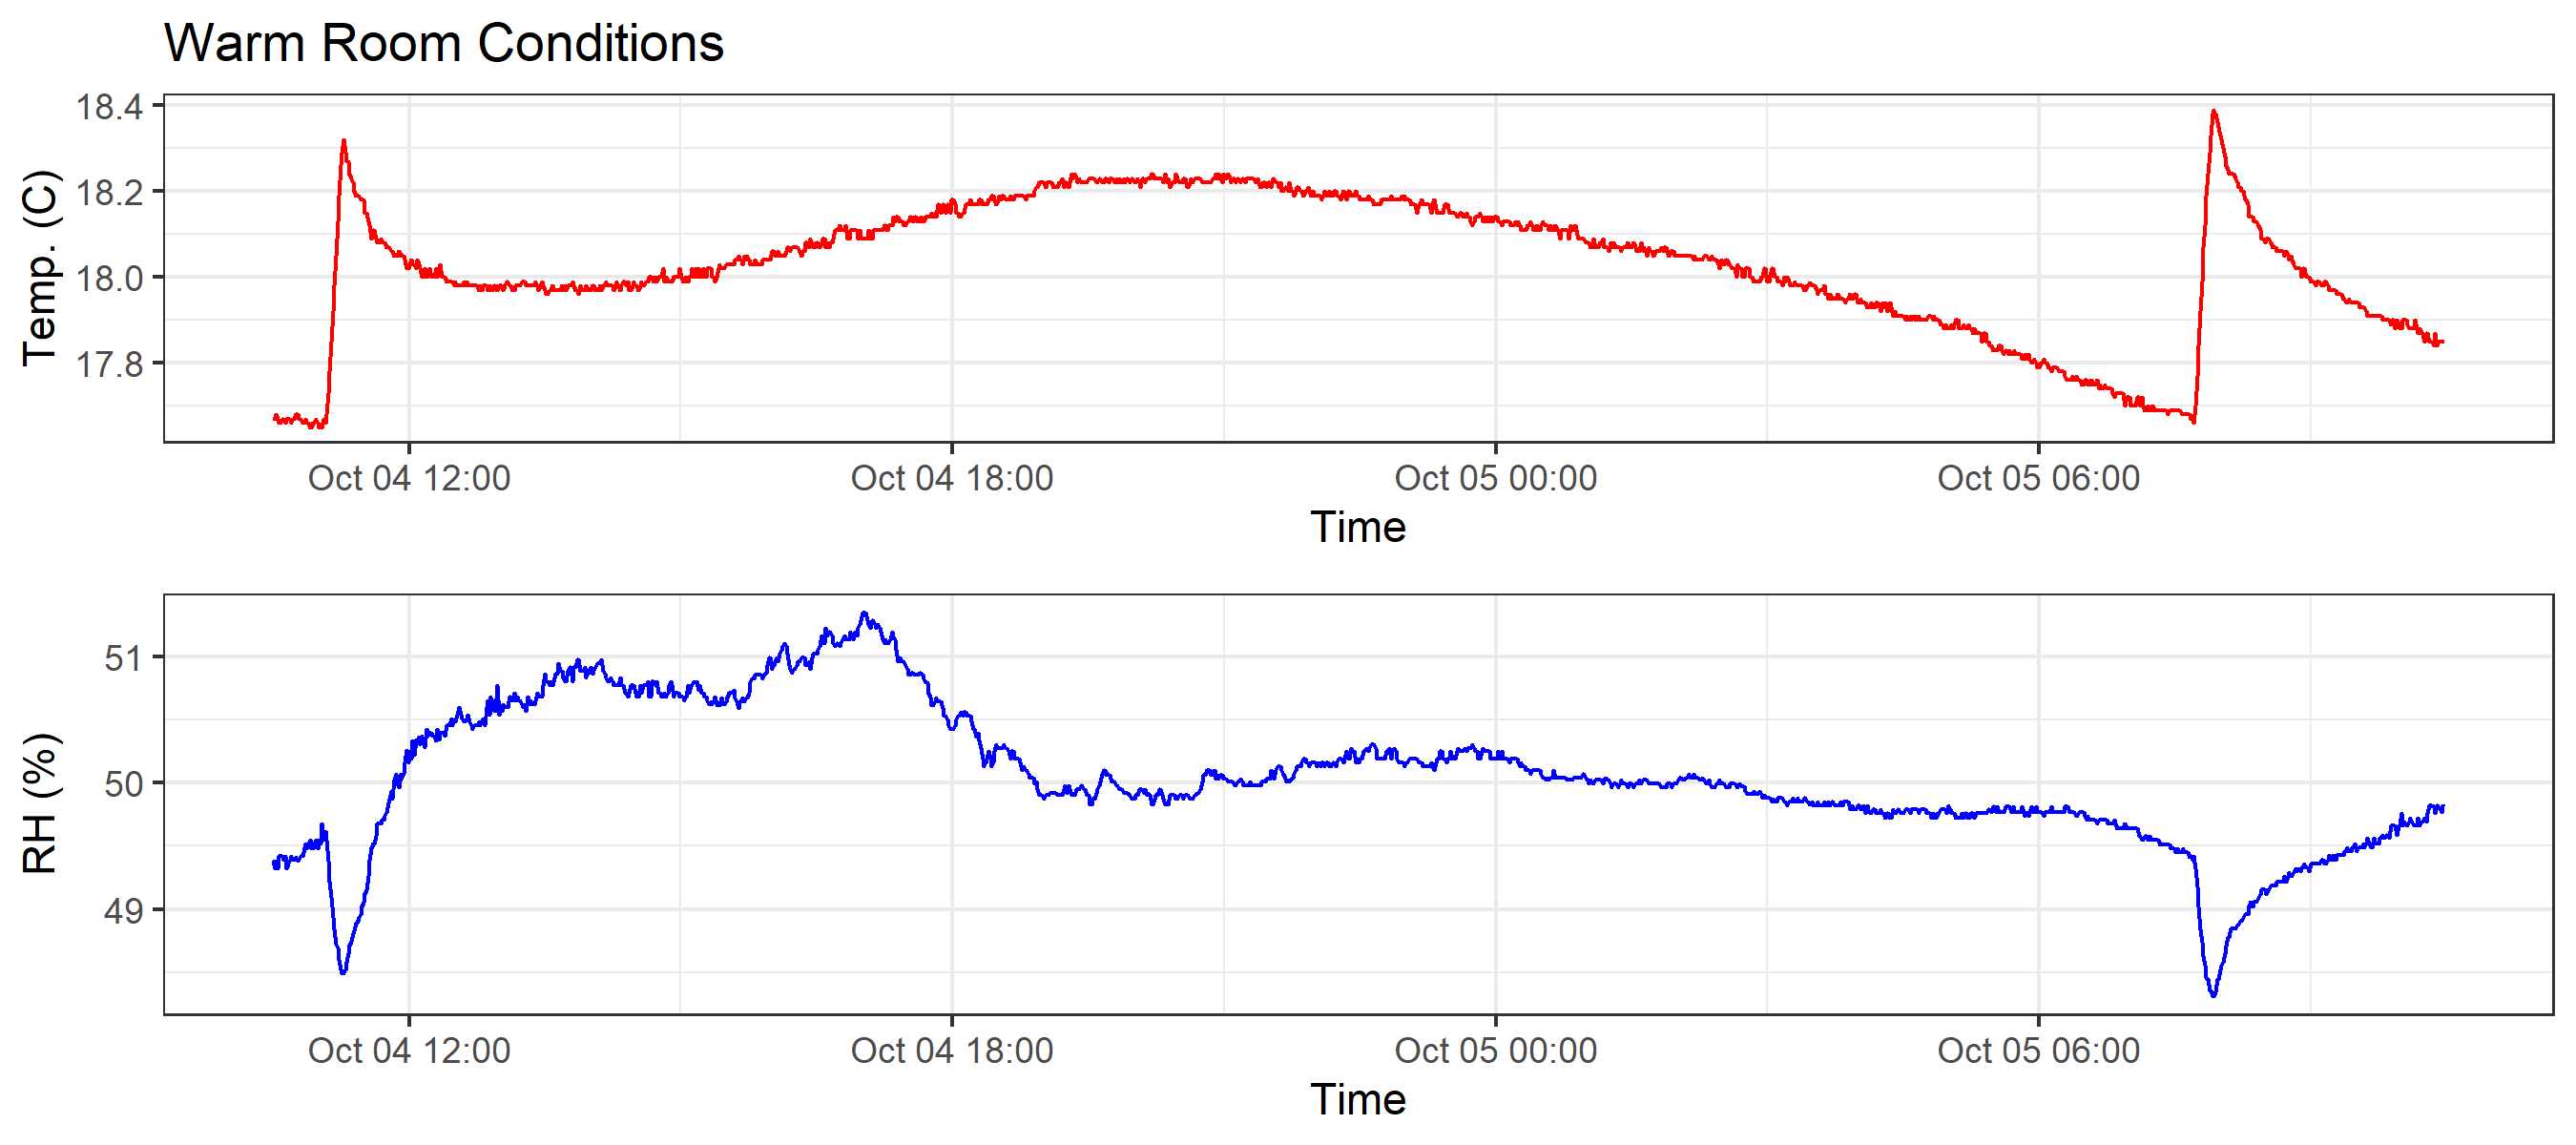 Warm Room Conditions
18.4
18.2
18.0
17.8
Temp. (C)
Oct 04 12:00 Oct 04 18:00 Oct 05 00:00 Oct 05 06:00
Time
51
50
49
RH (%)
Oct 04 12:00 Oct 04 18:00 Oct 05 00:00 Oct 05 06:00
Time